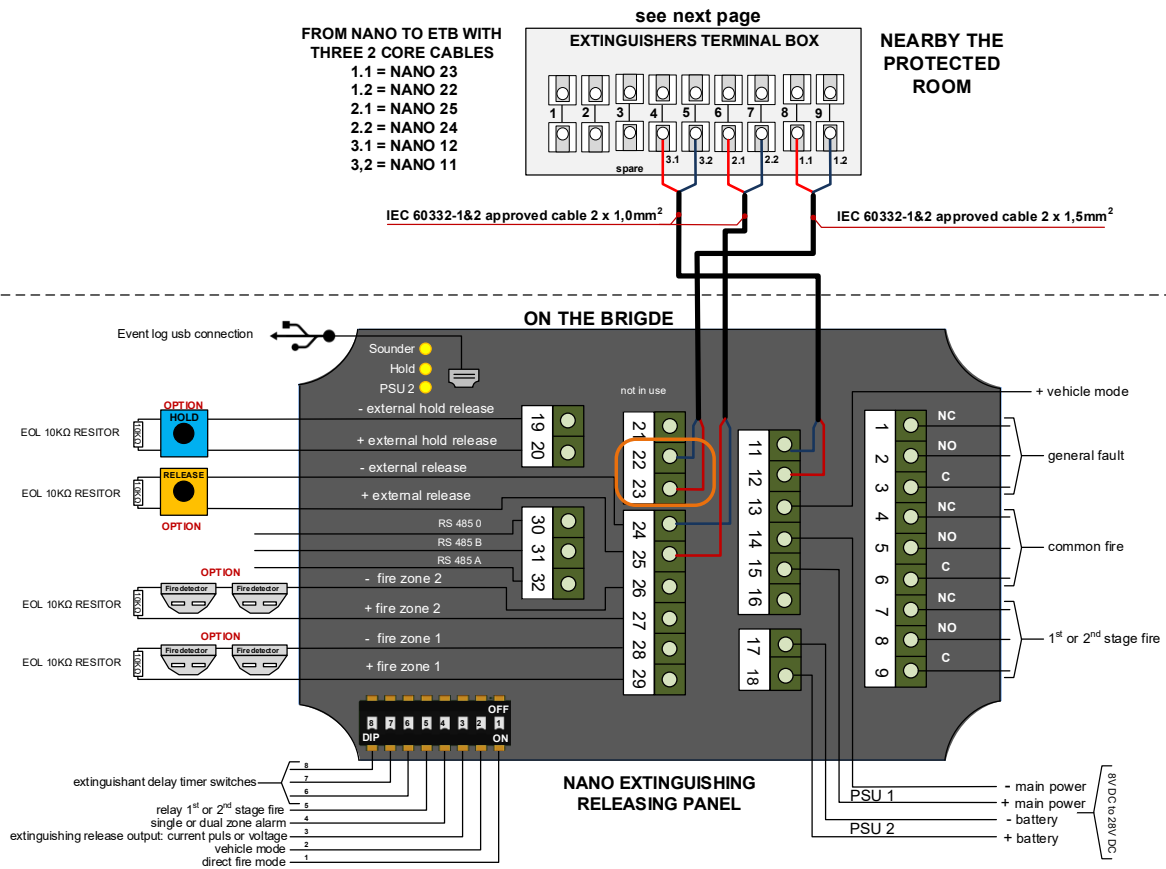 see next page
FROM NANO TO ETB WITH
THREE 2 CORE CABLES
1.1 = NANO 23
1.2 = NANO 22
2.1 = NANO 25
2.2 = NANO 24
3.1 = NANO 12
3,2 = NANO 11
EXTINGUISHERS TERMINAL BOX
1 2 3 4 5 6 7 8 9
3.1 3.2 2.1 2.2 1.1 1.2
spare
NEARBY THE
PROTECTED
ROOM
IEC 60332-1&2 approved cable 2 x 1,0mm²
IEC 60332-1&2 approved cable 2 x 1,5mm²
ON THE BRIGDE
Event log usb connection
Sounder
Hold
PSU 2
not in use
OPTION
HOLD
EOL 10KΩ RESITOR
10KΩ
- external hold release
+ external hold release
19
20
RELEASE
EOL 10KΩ RESITOR
10KΩ
OPTION
- external release
+ external release
RS 485 0
RS 485 B
RS 485 A
30
31
32
OPTION
Fire detector
Fire detector
EOL 10KΩ RESITOR
10KΩ
- fire zone 2
+ fire zone 2
OPTION
Fire detector
Fire detector
EOL 10KΩ RESITOR
10KΩ
- fire zone 1
+ fire zone 1
21
22
23
24
25
26
27
28
29
11
12
13
14
15
16
17
18
1
2
3
4
5
6
7
8
9
NC
NO
C
NC
NO
C
NC
NO
C
+ vehicle mode
general fault
common fire
1st or 2nd stage fire
OFF
8 7 6 5 4 3 2 1
DIP
ON
8
extinguishant delay timer switches
7
6
relay 1st or 2nd stage fire 5
single or dual zone alarm 4
extinguishing release output: current puls or voltage 3
vehicle mode 2
direct fire mode 1
NANO EXTINGUISHING
RELEASING PANEL
PSU 1
PSU 2
- main power
+ main power
- battery
+ battery
8V DC to 28V DC